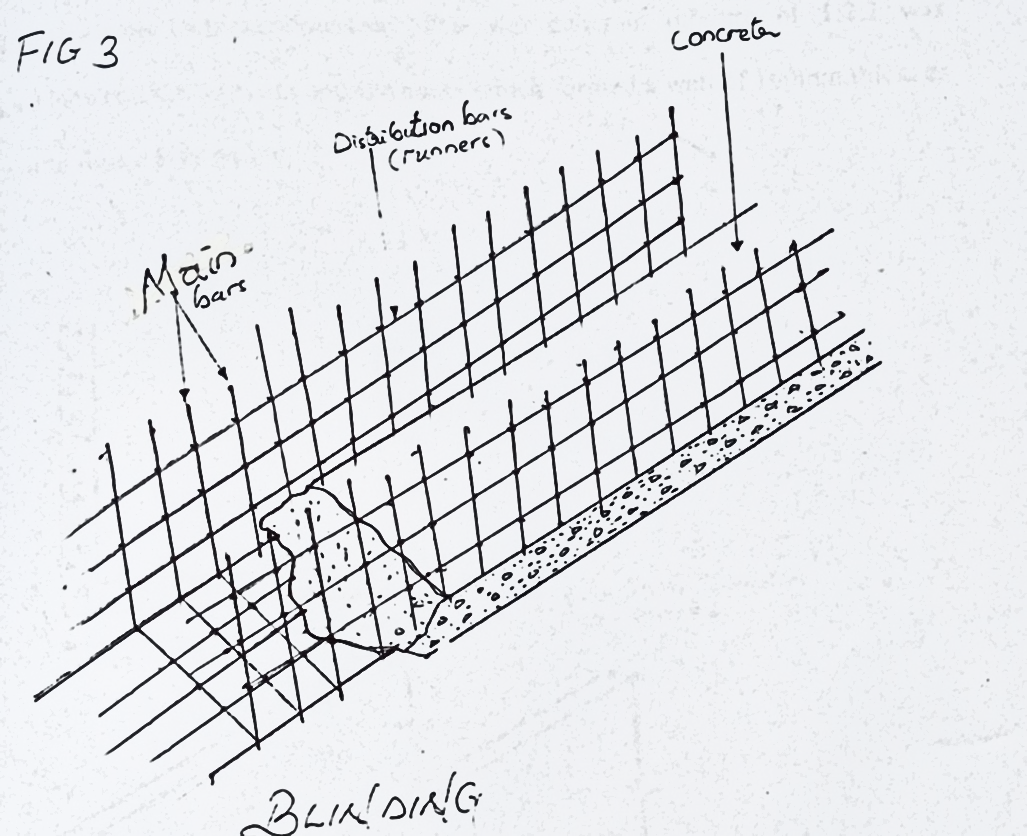 FIG 3
Concrete
Distribution bars
(runners)
Main
bars
BLINDING